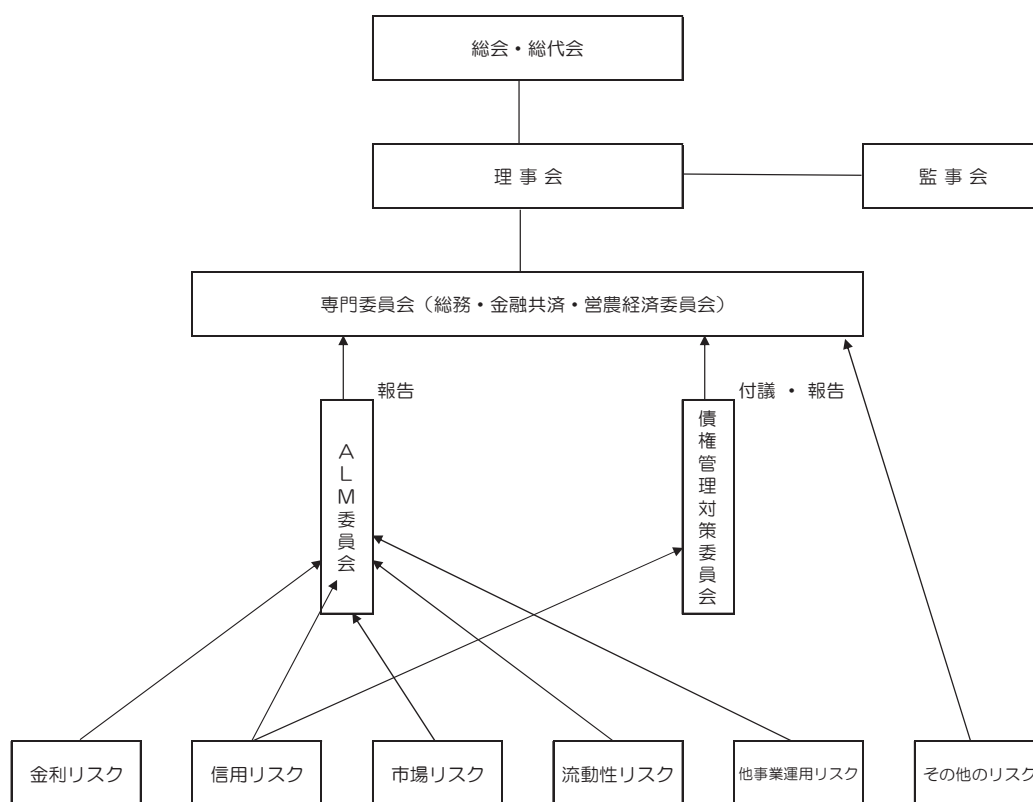 総会・総代会
理 事 会
監 事 会
専門委員会（総務・金融共済・営農経済委員会）
報告
付議 ・ 報告
ALM委員会
債権管理対策委員会
金利リスク
信用リスク
市場リスク
流動性リスク
他事業運用リスク
その他のリスク